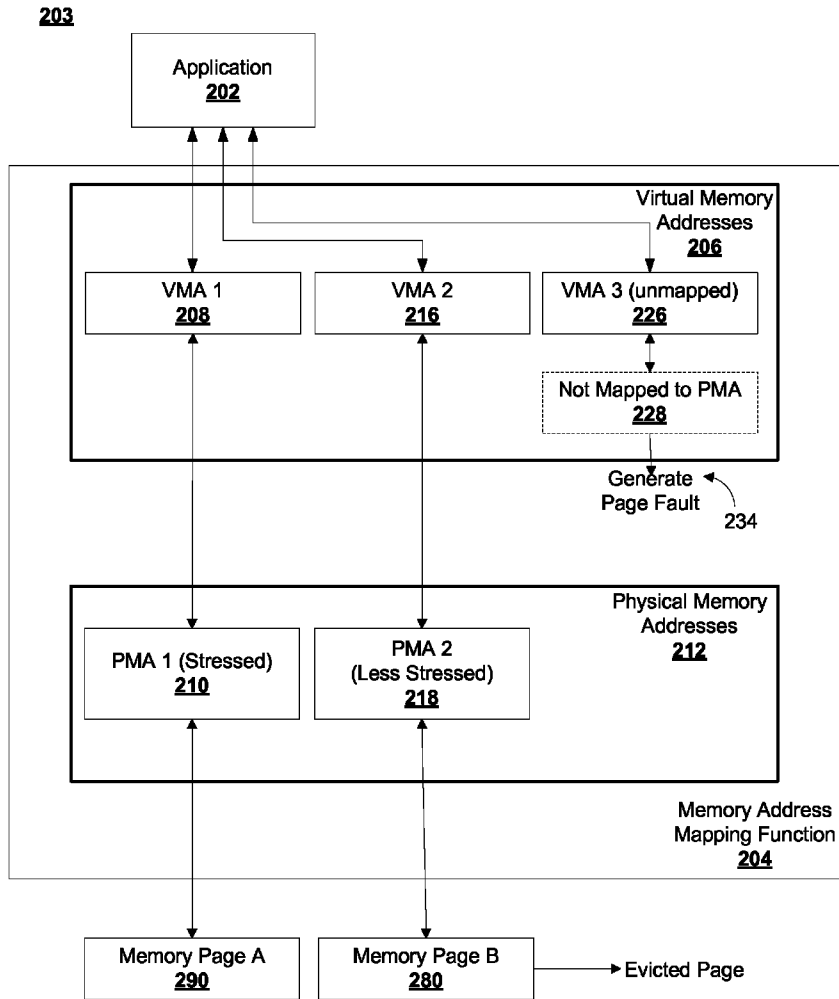 203
Application
202
Virtual Memory
Addresses
206
VMA 1
208
VMA 2
216
VMA 3 (unmapped)
226
Not Mapped to PMA
228
Generate
Page Fault
234
Physical Memory
Addresses
212
PMA 1 (Stressed)
210
PMA 2
(Less Stressed)
218
Memory Address
Mapping Function
204
Memory Page A
290
Memory Page B
280
Evicted Page